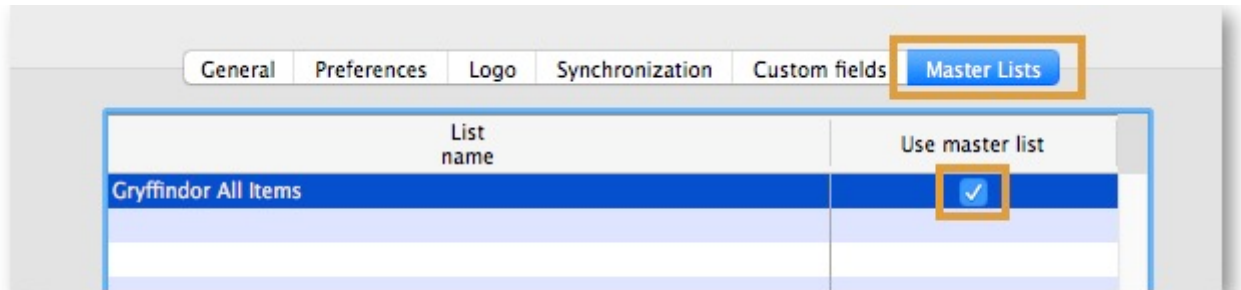 General Preferences Logo Synchronization Custom fields Master Lists
List
name
Use master list
Gryffindor All Items